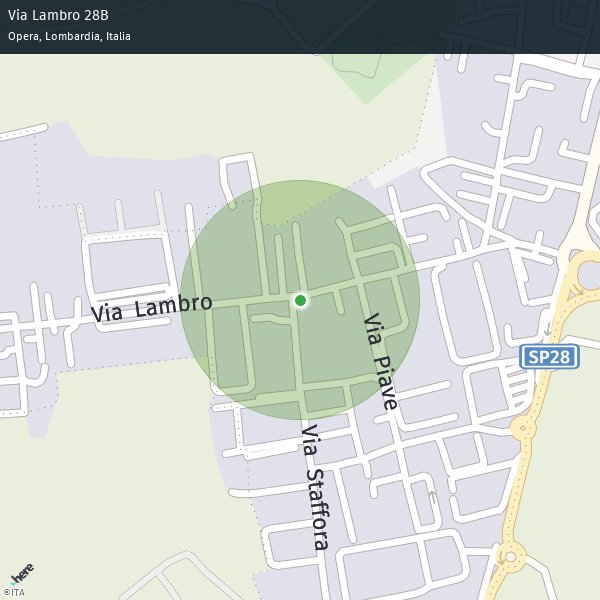 Via Lambro 28B
Opera, Lombardia, Italia
Via Lambro
Via Piave
SP28
Via Staffora
here
©ITA